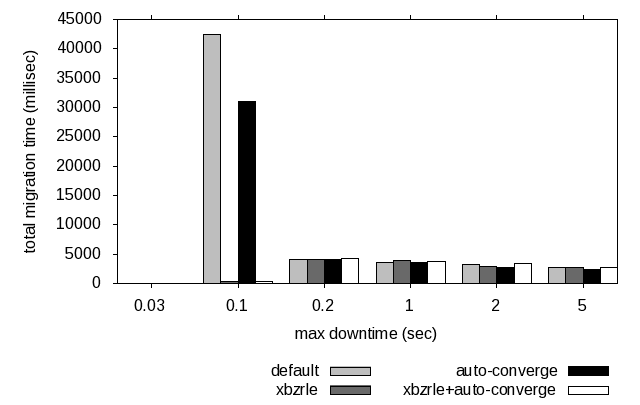 45000
40000
35000
30000
25000
20000
15000
10000
5000
0
total migration time (millisec)
0.03 0.1 0.2 1 2 5
max downtime (sec)
default auto-converge
xbzrle xbzrle+auto-converge